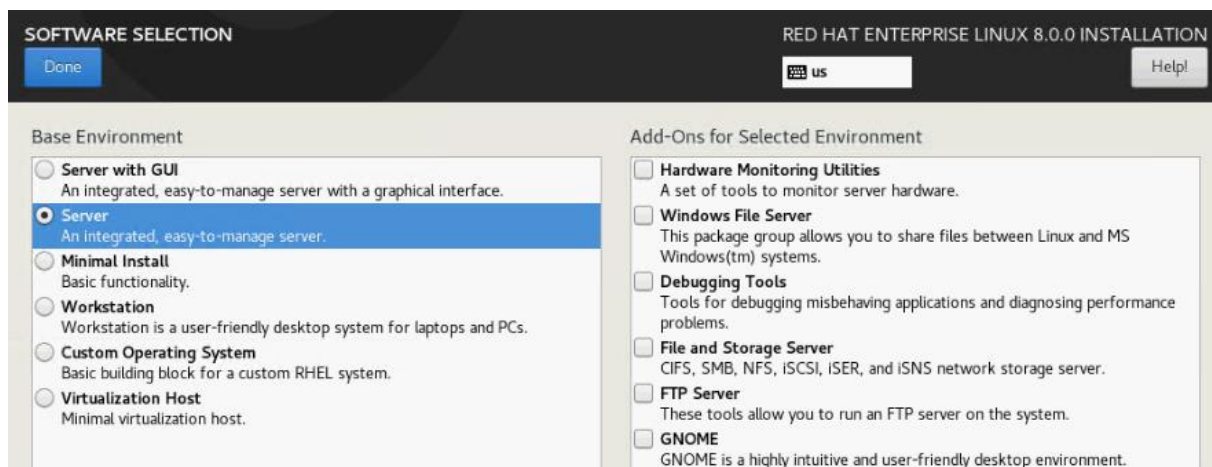 SOFTWARE SELECTION
RED HAT ENTERPRISE LINUX 8.0.0 INSTALLATION
Done
us
Help!
Base Environment
Server with GUI
An integrated, easy-to-manage server with a graphical interface.
Server
An integrated, easy-to-manage server.
Minimal Install
Basic functionality.
Workstation
Workstation is a user-friendly desktop system for laptops and PCs.
Custom Operating System
Basic building block for a custom RHEL system.
Virtualization Host
Minimal virtualization host.
Add-Ons for Selected Environment
Hardware Monitoring Utilities
A set of tools to monitor server hardware.
Windows File Server
This package group allows you to share files between Linux and MS
Windows(tm) systems.
Debugging Tools
Tools for debugging misbehaving applications and diagnosing performance
problems.
File and Storage Server
CIFS, SMB, NFS, iSCSI, iSER, and iSNS network storage server.
FTP Server
These tools allow you to run an FTP server on the system.
GNOME
GNOME is a highly intuitive and user-friendly desktop environment.